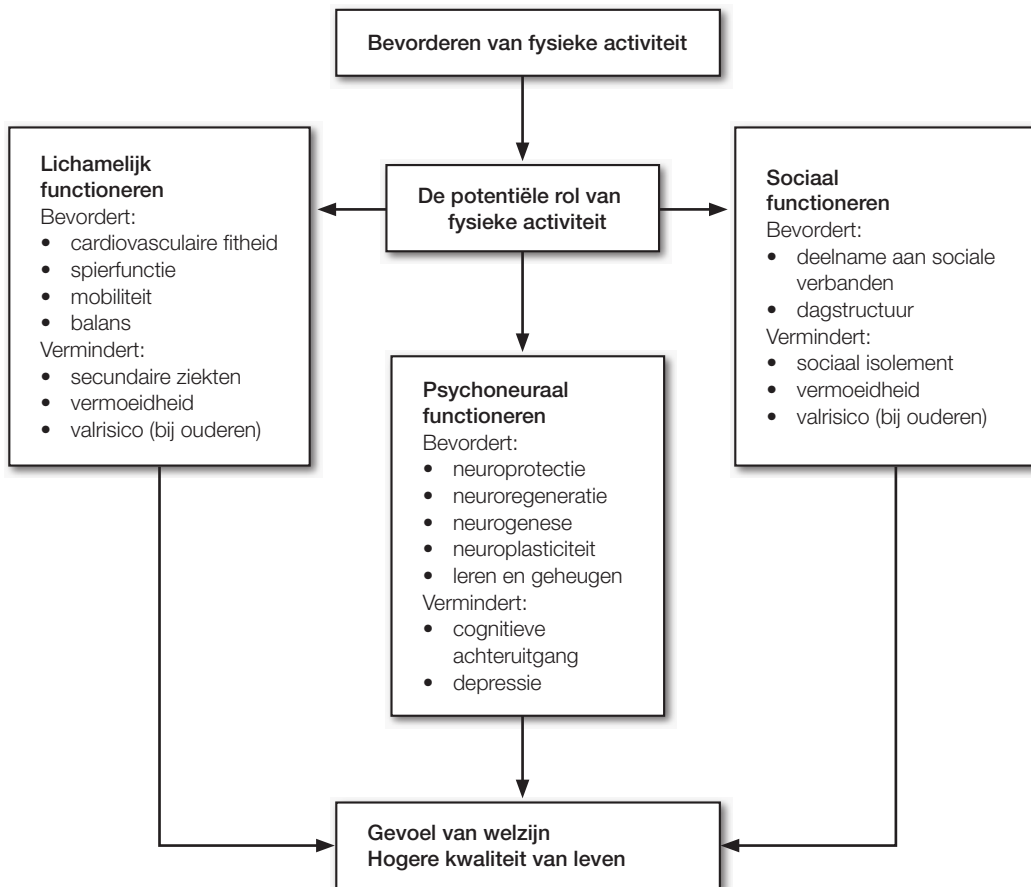 Bevorderen van fysieke activiteit
De potentiële rol van
fysieke activiteit
Lichamelijk
functioneren
Bevordert:
• cardiovasculaire fitheid
• spierfunctie
• mobiliteit
• balans
Vermindert:
• secundaire ziekten
• vermoeidheid
• valrisico (bij ouderen)
Psychoneuraal
functioneren
Bevordert:
• neuroprotectie
• neuroregeneratie
• neurogenese
• neuroplasticiteit
• leren en geheugen
Vermindert:
• cognitieve
achteruitgang
• depressie
Sociaal
functioneren
Bevordert:
• deelname aan sociale
verbanden
• dagstructuur
Vermindert:
• sociaal isolement
• vermoeidheid
• valrisico (bij ouderen)
Gevoel van welzijn
Hogere kwaliteit van leven